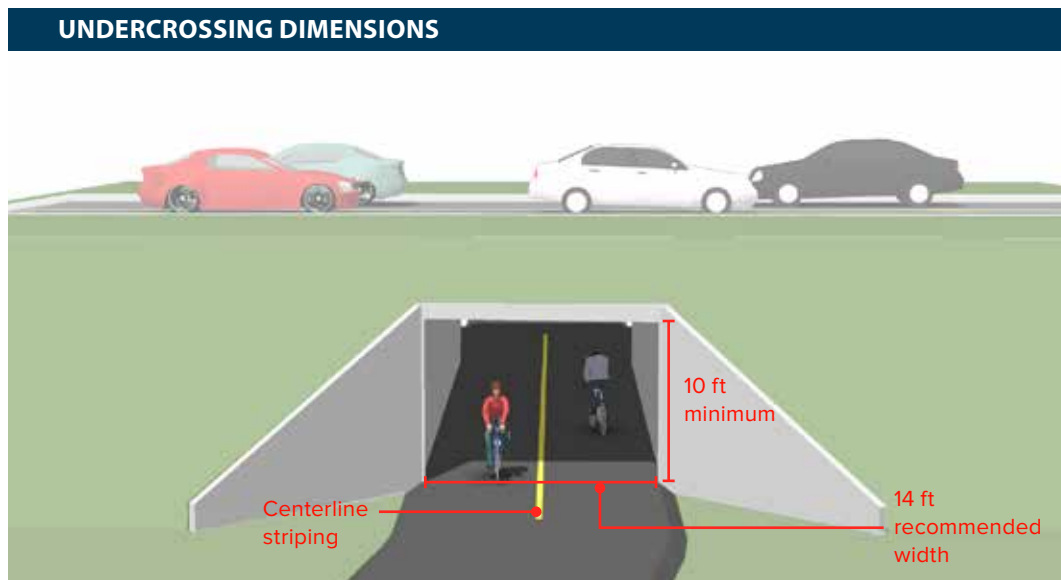 UNDERCROSSING DIMENSIONS
10 ft
minimum
Centerline
striping
14 ft
recommended
width